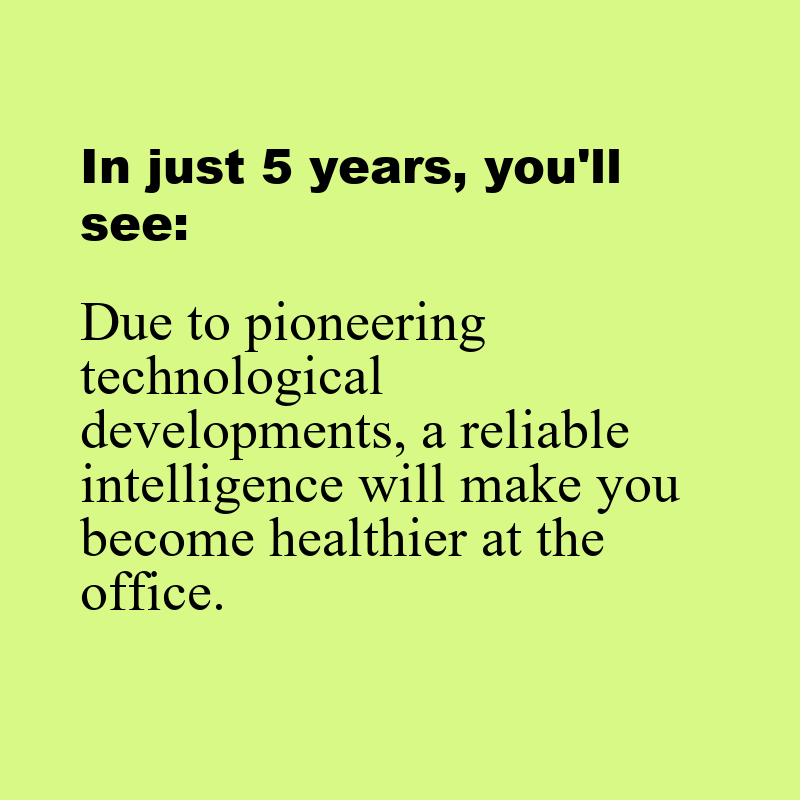 In just 5 years, you'll
see:
Due to pioneering
technological
developments, a reliable
intelligence will make you
become healthier at the
office.